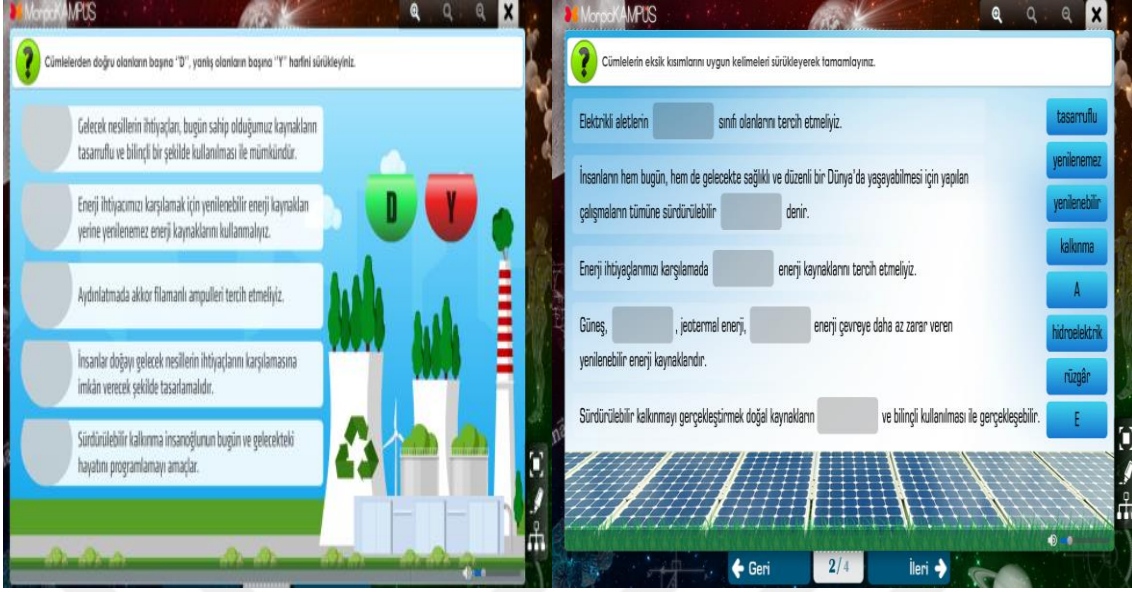 MorpaKAMPÜS
Cümlelerden doğru olanların başına "D", yanlış olanların başına "Y" harfini sürükleyiniz.
Gelecek nesillerin ihtiyaçları, bugün sahip olduğumuz kaynakların
tasarruflu ve bilinçli bir şekilde kullanılması ile mümkündür.
Enerji ihtiyacımızı karşılamak için yenilenebilir enerji kaynakları
yerine yenilenemez enerji kaynaklarını kullanmalıyız.
Aydınlatmada akkor filamanlı ampulleri tercih etmeliyiz.
İnsanlar doğayı gelecek nesillerin ihtiyaçlarını karşılamasına
imkân verecek şekilde tasarlamalıdır.
Sürdürülebilir kalkınma insanoğlunun bugün ve gelecekteki
hayatını programlamayı amaçlar.
D Y
MorpaKAMPÜS
X
Cümlelerin eksik kısımlarını uygun kelimeleri sürükleyerek tamamlayınız.
Elektrikli aletlerin sınıfı olanlarını tercih etmeliyiz.
İnsanların hem bugün, hem de gelecekte sağlıklı ve düzenli bir Dünya'da yaşayabilmesi için yapılan
çalışmaların tümüne sürdürülebilir denir.
Enerji ihtiyaçlarımızı karşılamada enerji kaynaklarını tercih etmeliyiz.
Güneş, , jeotermal enerji, enerji çevreye daha az zarar veren
yenilenebilir enerji kaynaklarıdır.
Sürdürülebilir kalkınmayı gerçekleştirmek doğal kaynakların ve bilinçli kullanılması ile gerçekleşebilir.
tasarruflu
yenilenemez
yenilenebilir
kalkınma
A
hidroelektrik
rüzgâr
E
Geri 2/4 İleri